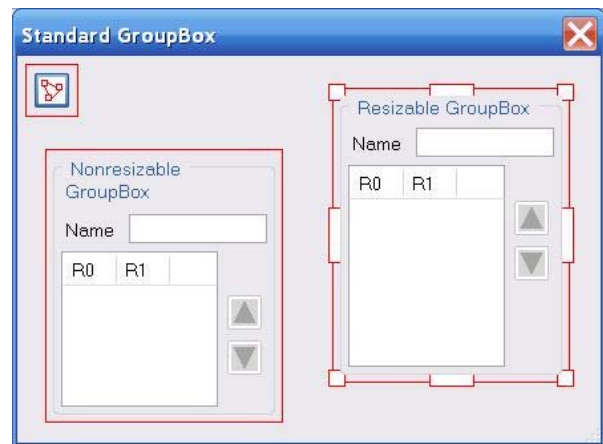 Standard GroupBox
Resizable GroupBox
Name
R0 R1
Nonresizable
GroupBox
Name
R0 R1